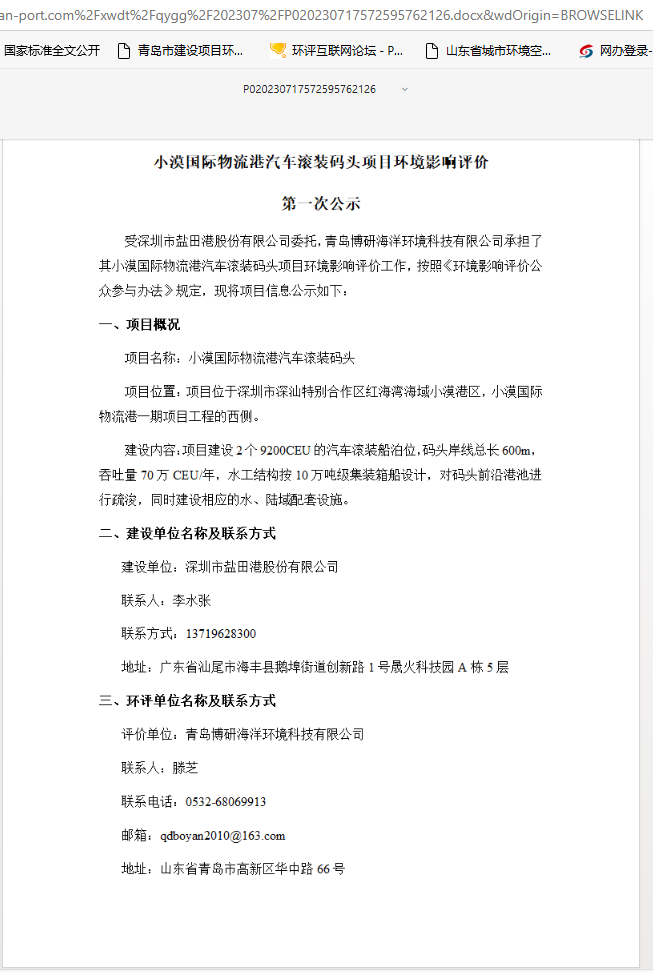 an-port.com%2Fxwdt%2Fqygg%2F202307%2FP020230717572595762126.docx&wdOrigin=BROWSELINK
国家标准全文公开 青岛市建设项目环... 环评互联网论坛 - P... 山东省城市环境空... 网办登录-
P020230717572595762126
小漠国际物流港汽车滚装码头项目环境影响评价
第一次公示
受深圳市盐田港股份有限公司委托，青岛博研海洋环境科技有限公司承担了
其小漠国际物流港汽车滚装码头项目环境影响评价工作，按照《环境影响评价公
众参与办法》规定，现将项目信息公示如下：
一、项目概况
项目名称：小漠国际物流港汽车滚装码头
项目位置：项目位于深圳市深汕特别合作区红海湾海域小漠港区，小漠国际
物流港一期项目工程的西侧。
建设内容：项目建设 2 个 9200CEU 的汽车滚装船泊位，码头岸线总长 600m，
吞吐量 70 万 CEU/年，水工结构按 10 万吨级集装箱船设计，对码头前沿港池进
行疏浚，同时建设相应的水、陆域配套设施。
二、建设单位名称及联系方式
建设单位：深圳市盐田港股份有限公司
联系人：李水张
联系方式：13719628300
地址：广东省汕尾市海丰县鹅埠街道创新路 1 号晟火科技园 A 栋 5 层
三、环评单位名称及联系方式
评价单位：青岛博研海洋环境科技有限公司
联系人：滕芝
联系电话：0532-68069913
邮箱：qdboyan2010@163.com
地址：山东省青岛市高新区华中路 66 号